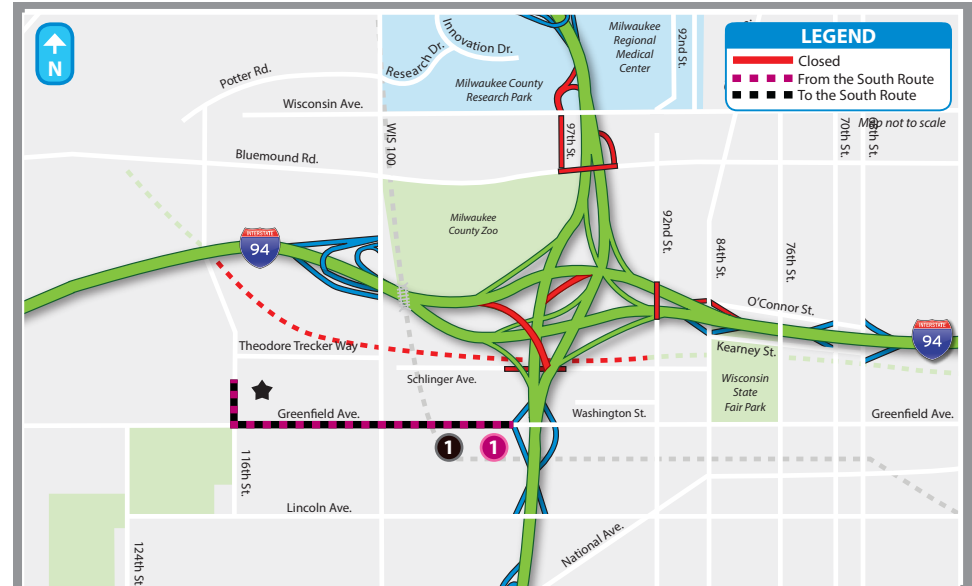 Innovation Dr.
Research Dr.
Milwaukee
Regional
Medical
Center
92nd St.
LEGEND
Closed
From the South Route
To the South Route
Map not to scale
N
Potter Rd.
Milwaukee County
Research Park
Wisconsin Ave.
WIS 100
97th St.
70th St.
68th St.
Bluemound Rd.
Milwaukee
County Zoo
92nd St.
84th St.
76th St.
INTERSTATE
94
O'Connor St.
INTERSTATE
94
Theodore Trecker Way
Kearney St.
Schlinger Ave.
Wisconsin
State
Fair Park
Greenfield Ave.
Washington St.
Greenfield Ave.
1
1
116th St.
Lincoln Ave.
National Ave.
124th St